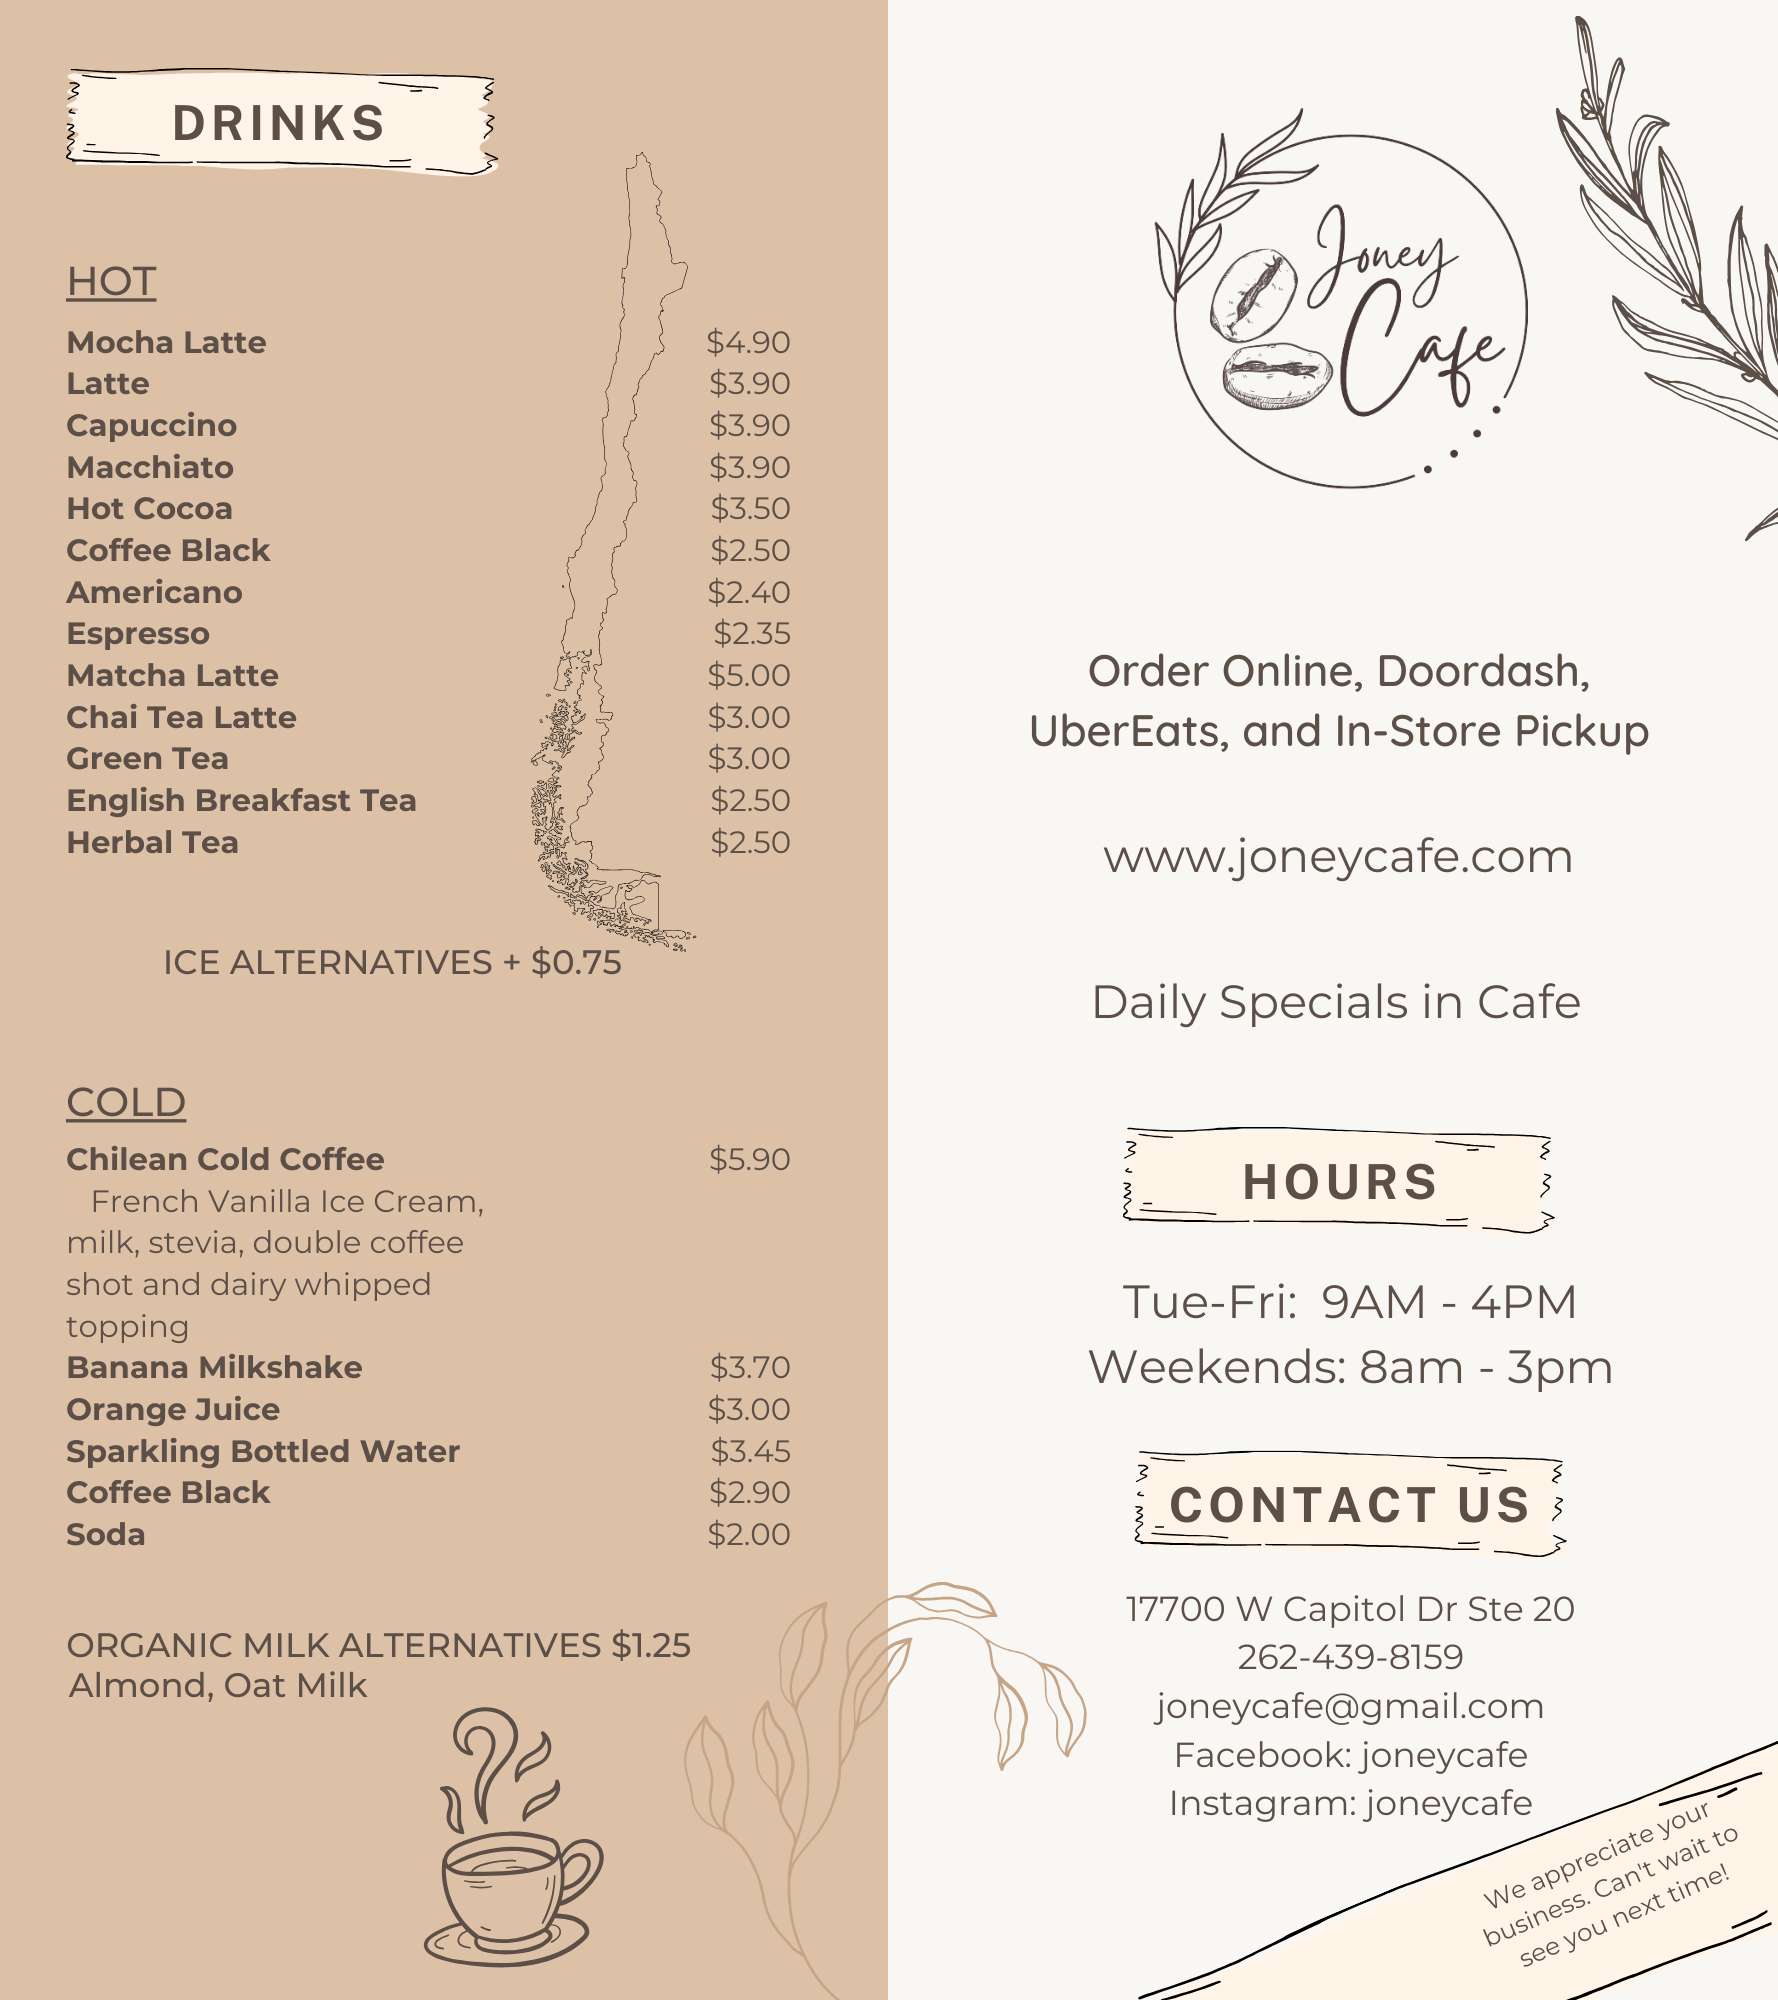 DRINKS
HOT
Mocha Latte $4.90
Latte $3.90
Capuccino $3.90
Macchiato $3.90
Hot Cocoa $3.50
Coffee Black $2.50
Americano $2.40
Espresso $2.35
Matcha Latte $5.00
Chai Tea Latte $3.00
Green Tea $3.00
English Breakfast Tea $2.50
Herbal Tea $2.50
ICE ALTERNATIVES + $0.75
COLD
Chilean Cold Coffee $5.90
French Vanilla Ice Cream,
milk, stevia, double coffee
shot and dairy whipped
topping
Banana Milkshake $3.70
Orange Juice $3.00
Sparkling Bottled Water $3.45
Coffee Black $2.90
Soda $2.00
ORGANIC MILK ALTERNATIVES $1.25
Almond, Oat Milk
Joney
Cafe
Order Online, Doordash,
UberEats, and In-Store Pickup
www.joneycafe.com
Daily Specials in Cafe
HOURS
Tue-Fri: 9AM - 4PM
Weekends: 8am - 3pm
CONTACT US
17700 W Capitol Dr Ste 20
262-439-8159
joneycafe@gmail.com
Facebook: joneycafe
Instagram: joneycafe
We appreciate your
business. Can't wait to
see you next time!